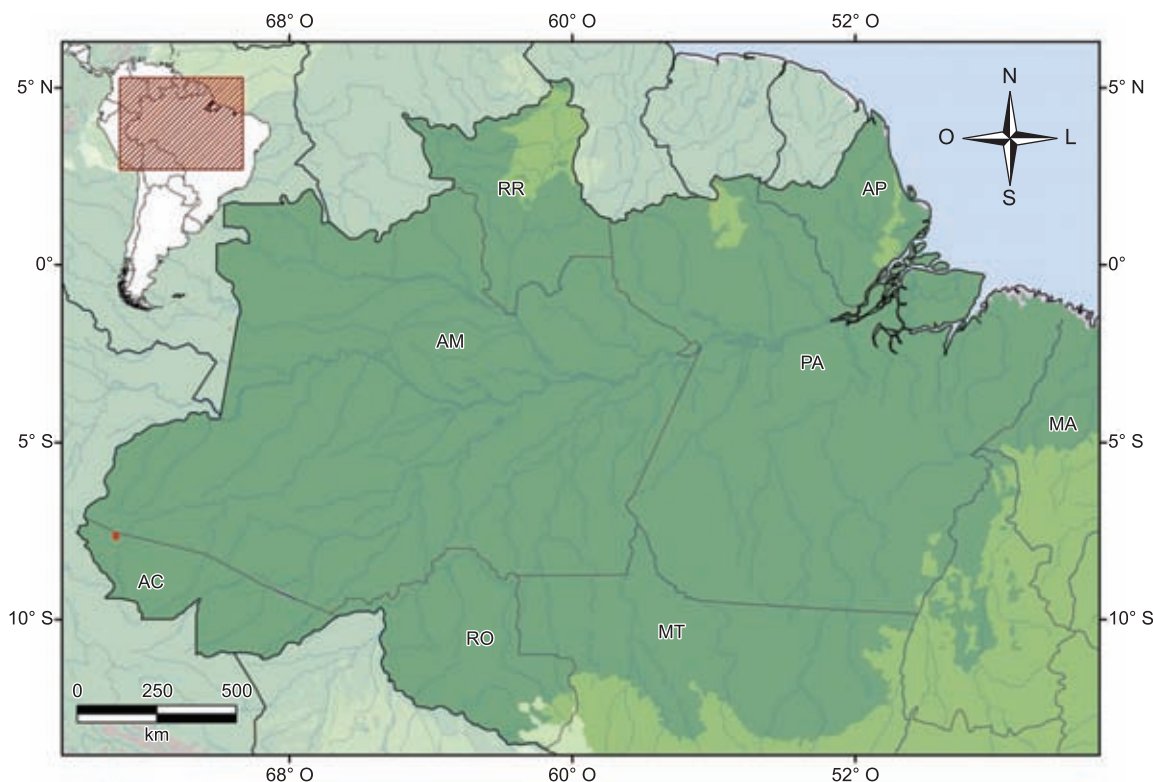 68° O 60° O 52° O
5° N 5° N
N
O L
S
RR AP
0° 0°
AM
PA
MA
5° S 5° S
AC
10° S 10° S
RO MT
0 250 500
km
68° O 60° O 52° O